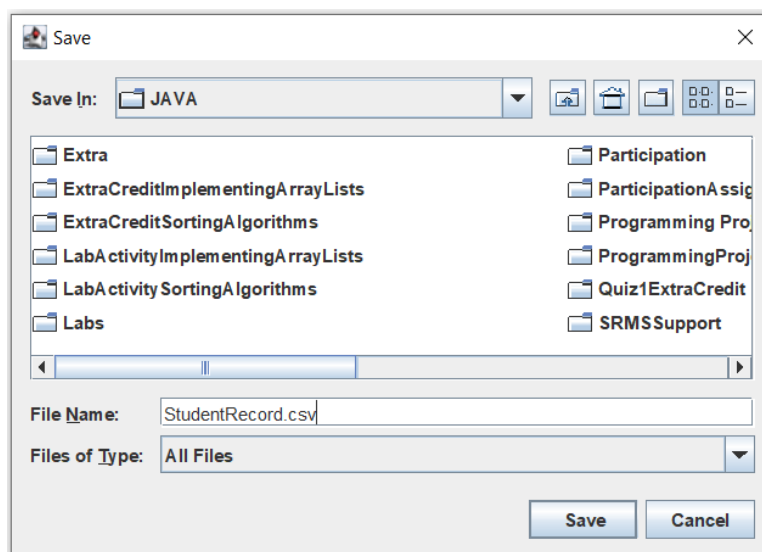 Save
Save In: JAVA
Extra
ExtraCreditImplementingArrayLists
ExtraCreditSortingAlgorithms
LabActivityImplementingArrayLists
LabActivitySortingAlgorithms
Labs
Participation
ParticipationAssig
Programming Proj
ProgrammingProj
Quiz1ExtraCredit
SRMSSupport
File Name: StudentRecord.csv
Files of Type: All Files
Save Cancel